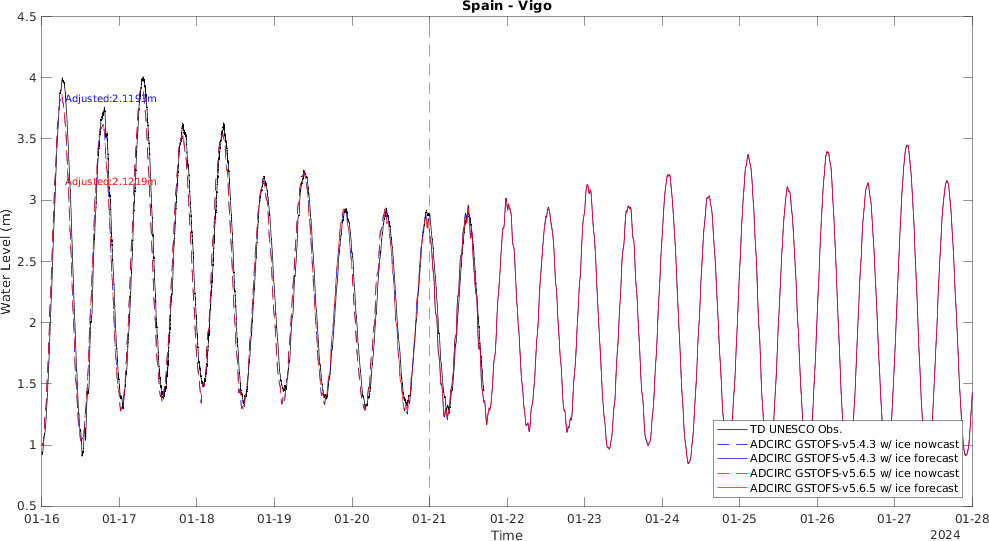 Spain - Vigo
4.5
4
3.5
3
2.5
2
1.5
1
0.5
Water Level (m)
Adjusted:2.1195m
Adjusted:2.1219m
TD UNESCO Obs.
ADCIRC GSTOFS-v5.4.3 w/ ice nowcast
ADCIRC GSTOFS-v5.4.3 w/ ice forecast
ADCIRC GSTOFS-v5.6.5 w/ ice nowcast
ADCIRC GSTOFS-v5.6.5 w/ ice forecast
01-16 01-17 01-18 01-19 01-20 01-21 01-22 01-23 01-24 01-25 01-26 01-27 01-28
Time
2024